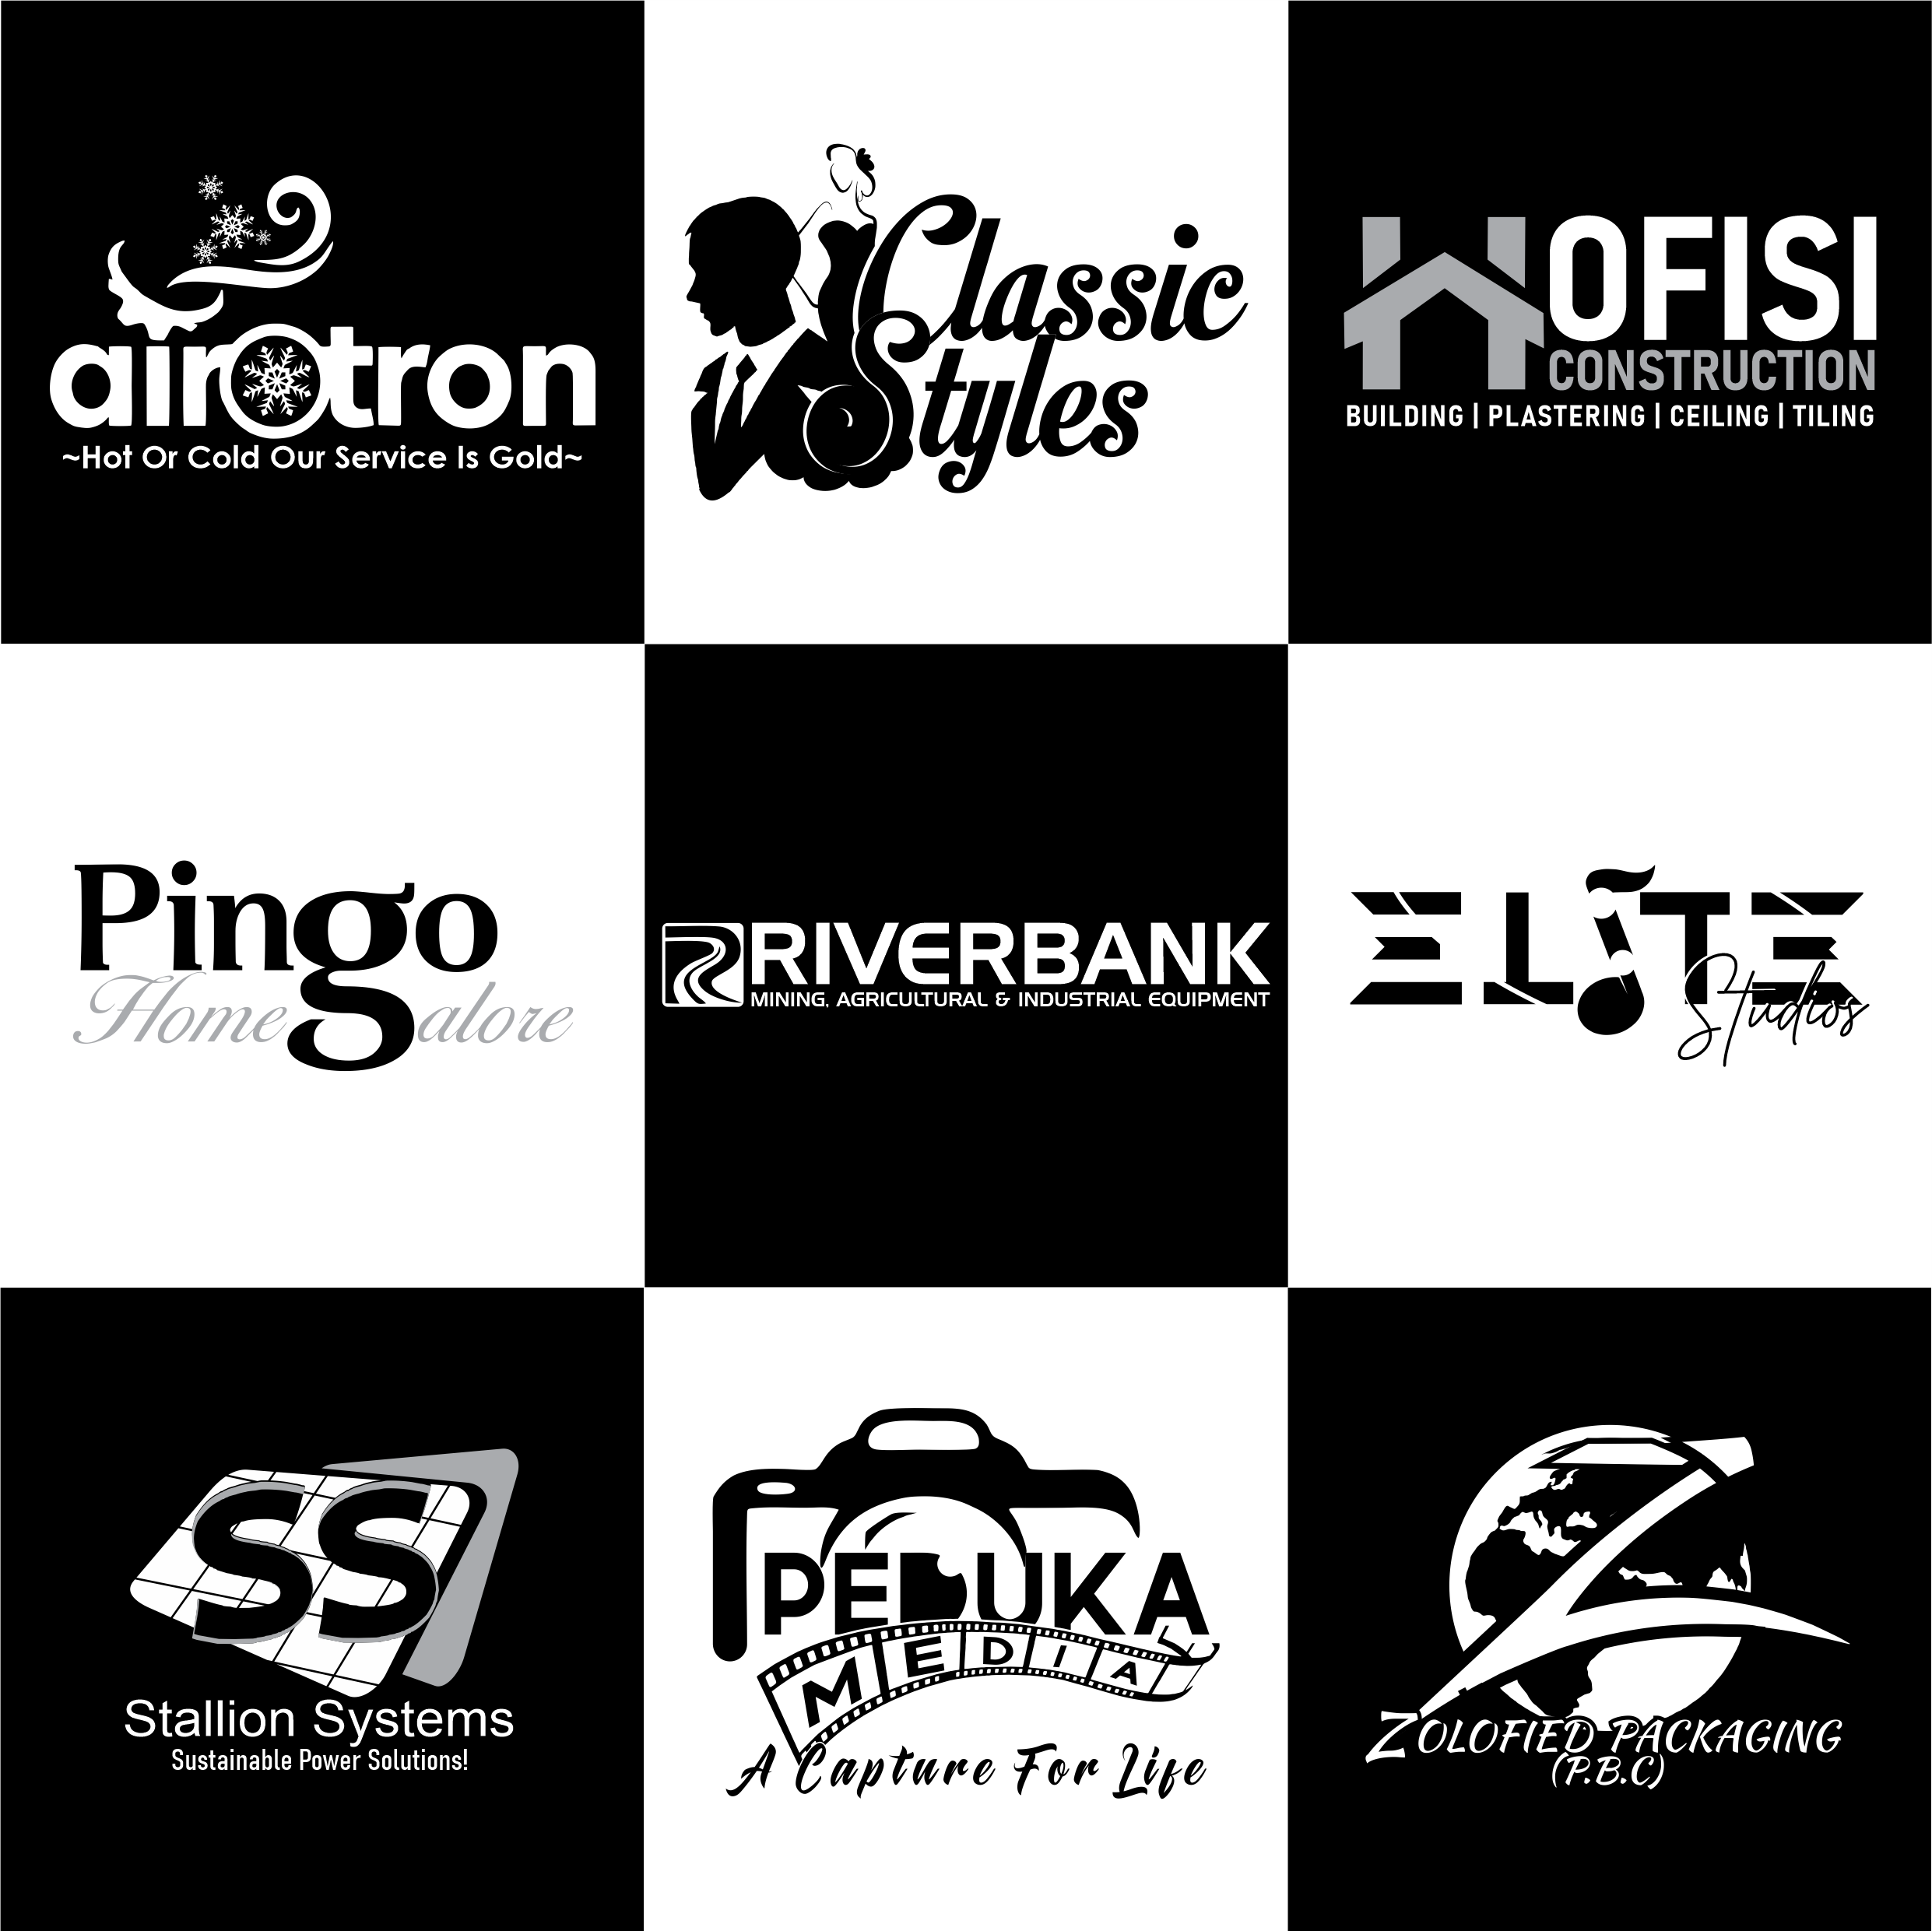 airotron
~Hot Or Cold Our Service Is Gold~
Classic
Styles
HOFISI
CONSTRUCTION
BUILDING | PLASTERING | CEILING | TILING
Pingo
Home galore
RIVERBANK
MINING, AGRICULTURAL & INDUSTRIAL EQUIPMENT
ELITE
Studios
SS
Stallion Systems
Sustainable Power Solutions!
PEDUKA
MEDIA
A Capture For Life
Z
ZOLOFIED PACKAGING
(P.B.C)